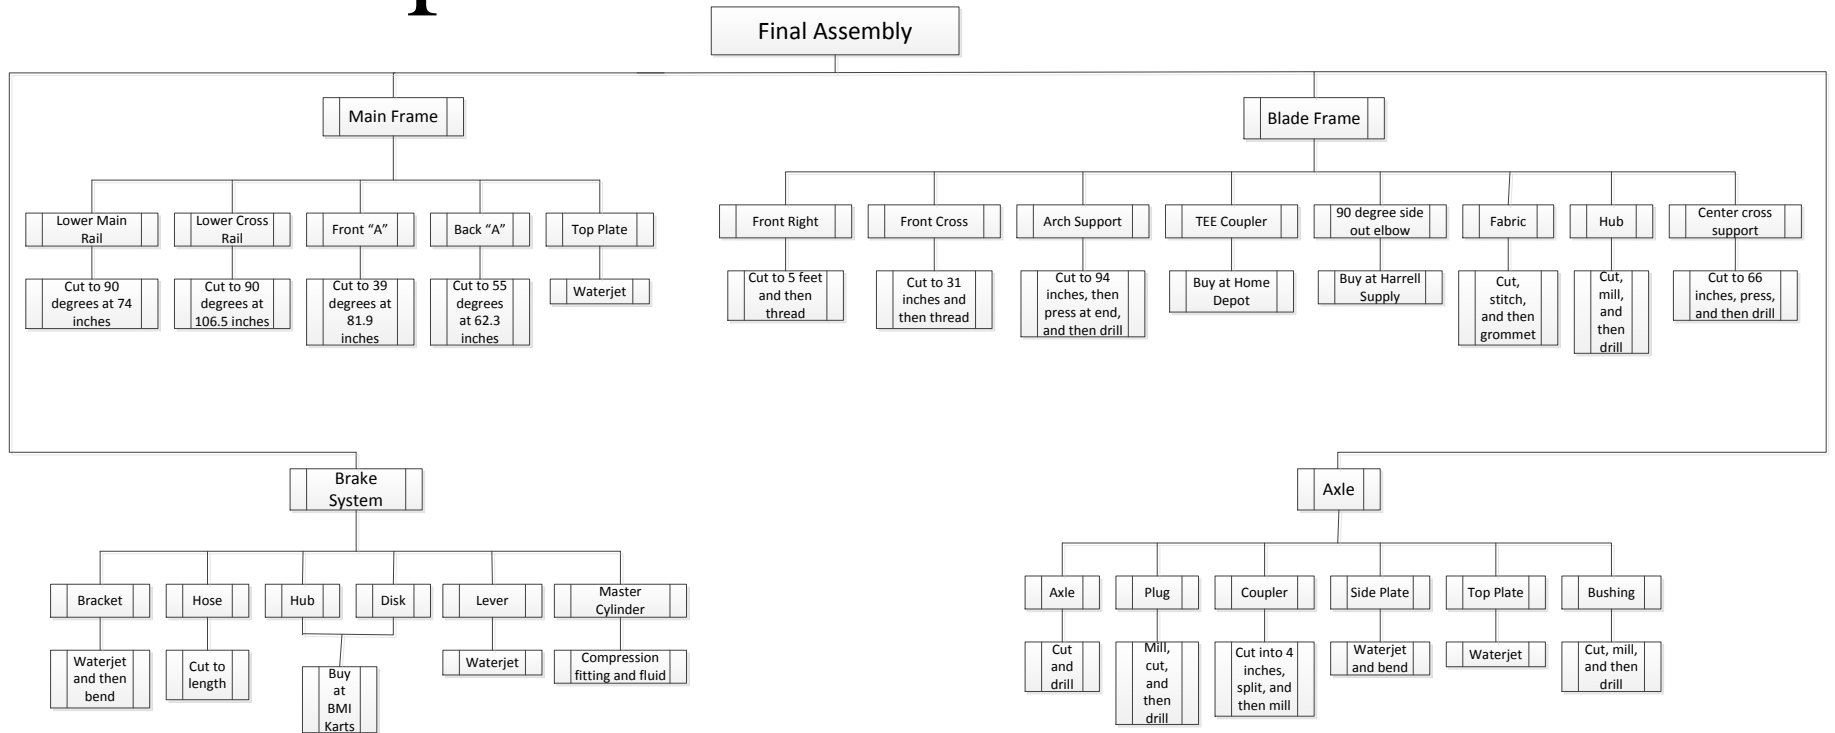 Final Assembly
Main Frame
Blade Frame
Lower Main
Rail
Lower Cross
Rail
Front “A”
Back “A”
Top Plate
Front Right
Front Cross
Arch Support
TEE Coupler
90 degree side
out elbow
Fabric
Hub
Center cross
support
Cut to 90
degrees at 74
inches
Cut to 90
degrees at
106.5 inches
Cut to 39
degrees at
81.9
inches
Cut to 55
degrees
at 62.3
inches
Waterjet
Cut to 5 feet
and then
thread
Cut to 31
inches and
then thread
Cut to 94
inches, then
press at end,
and then drill
Buy at Home
Depot
Buy at Harrell
Supply
Cut,
stitch,
and then
grommet
Cut,
mill,
and
then
drill
Cut to 66
inches, press,
and then drill
Brake
System
Axle
Bracket
Hose
Hub
Disk
Lever
Master
Cylinder
Axle
Plug
Coupler
Side Plate
Top Plate
Bushing
Waterjet
and then
bend
Cut to
length
Buy
at
BMI
Karts
Waterjet
Compression
fitting and fluid
Cut
and
drill
Mill,
cut,
and
then
drill
Cut into 4
inches,
split, and
then mill
Waterjet
and bend
Waterjet
Cut, mill,
and then
drill